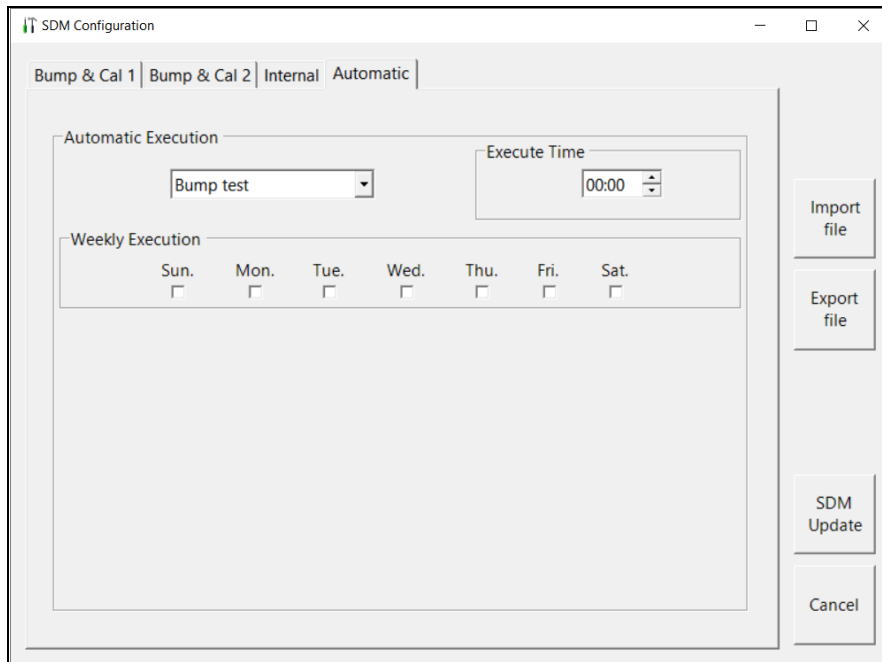 SDM Configuration
Bump & Cal 1 Bump & Cal 2 Internal Automatic
Automatic Execution
Execute Time
Bump test
00:00
Weekly Execution
Sun. Mon. Tue. Wed. Thu. Fri. Sat.
Import
file
Export
file
SDM
Update
Cancel